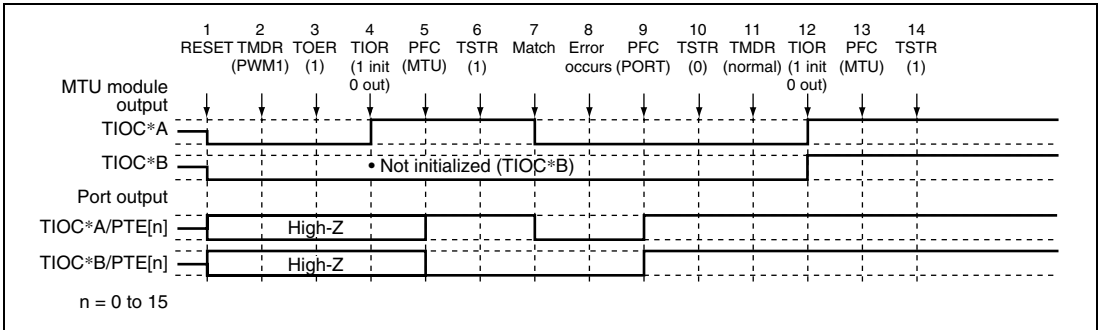 1 2 3 4 5 6 7 8 9 10 11 12 13 14
RESET TMDR TOER TIOR PFC TSTR Match Error PFC TSTR TMDR TIOR PFC TSTR
(PWM1) (1) (1 init (MTU) (1) occurs (PORT) (0) (normal) (1 init (MTU) (1)
0 out) 0 out)
MTU module
output
TIOC*A
TIOC*B
• Not initialized (TIOC*B)
Port output
TIOC*A/PTE[n]
High-Z
TIOC*B/PTE[n]
High-Z
n = 0 to 15